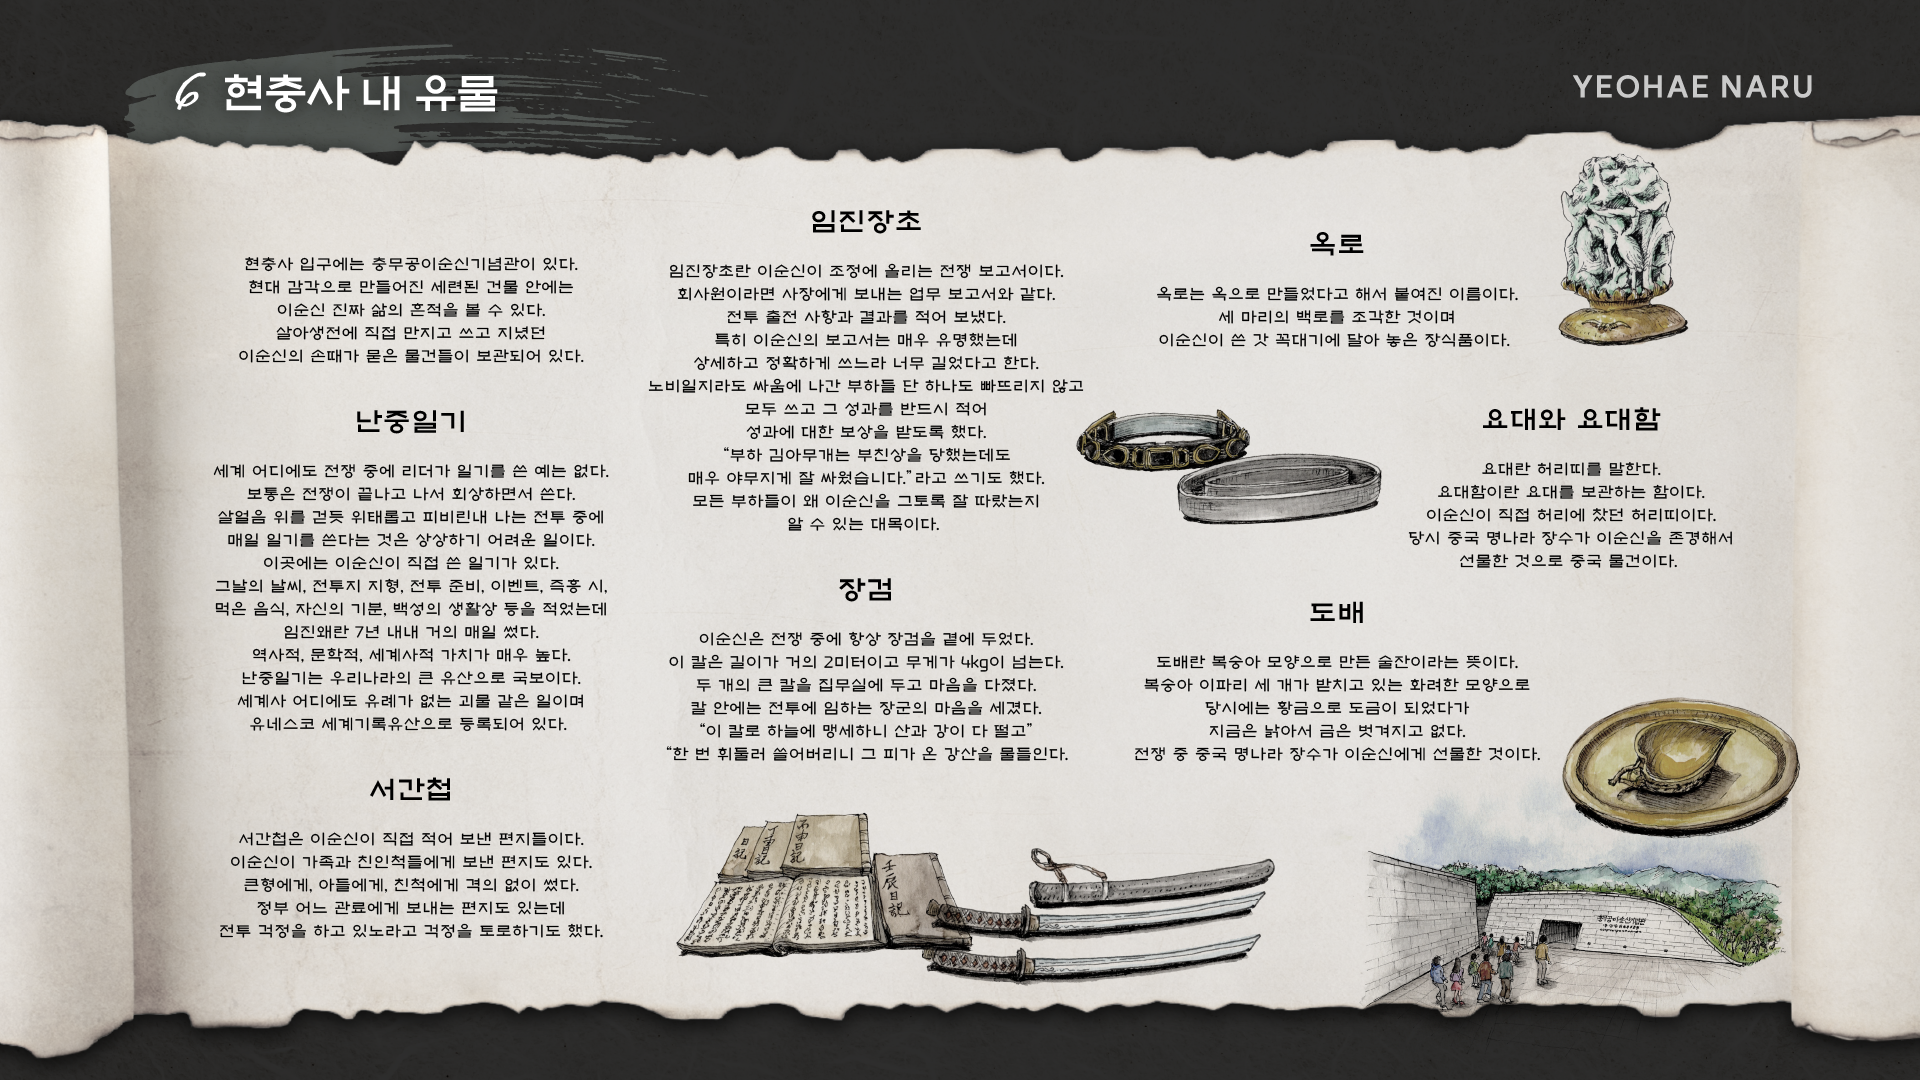 6 현충사 내 유물
YEOHAE NARU
현충사 입구에는 충무공이순신기념관이 있다.
현대 감각으로 만들어진 세련된 건물 안에는
이순신 진짜 삶의 흔적을 볼 수 있다.
살아생전에 직접 만지고 쓰고 지녔던
이순신의 손때가 묻은 물건들이 보관되어 있다.
난중일기
세계 어디에도 전쟁 중에 리더가 일기를 쓴 예는 없다.
보통은 전쟁이 끝나고 나서 회상하면서 쓴다.
살얼음 위를 걷듯 위태롭고 피비린내 나는 전투 중에
매일 일기를 쓴다는 것은 상상하기 어려운 일이다.
이곳에는 이순신이 직접 쓴 일기가 있다.
그날의 날씨, 전투지 지형, 전투 준비, 이벤트, 즉흥 시,
먹은 음식, 자신의 기분, 백성의 생활상 등을 적었는데
임진왜란 7년 내내 거의 매일 썼다.
역사적, 문학적, 세계사적 가치가 매우 높다.
난중일기는 우리나라의 큰 유산으로 국보이다.
세계사 어디에도 유례가 없는 괴물 같은 일이며
유네스코 세계기록유산으로 등록되어 있다.
서간첩
서간첩은 이순신이 직접 적어 보낸 편지들이다.
이순신이 가족과 친인척들에게 보낸 편지도 있다.
큰형에게, 아들에게, 친척에게 격의 없이 썼다.
정부 어느 관료에게 보내는 편지도 있는데
전투 걱정을 하고 있노라고 걱정을 토로하기도 했다.
임진장초
임진장초란 이순신이 조정에 올리는 전쟁 보고서이다.
회사원이라면 사장에게 보내는 업무 보고서와 같다.
전투 출전 사항과 결과를 적어 보냈다.
특히 이순신의 보고서는 매우 유명했는데
상세하고 정확하게 쓰느라 너무 길었다고 한다.
노비일지라도 싸움에 나간 부하들 단 하나도 빠뜨리지 않고
모두 쓰고 그 성과를 반드시 적어
성과에 대한 보상을 받도록 했다.
“부하 김아무개는 부친상을 당했는데도
매우 야무지게 잘 싸웠습니다.”라고 쓰기도 했다.
모든 부하들이 왜 이순신을 그토록 잘 따랐는지
알 수 있는 대목이다.
장검
이순신은 전쟁 중에 항상 장검을 곁에 두었다.
이 칼은 길이가 거의 2미터이고 무게가 4kg이 넘는다.
두 개의 큰 칼을 집무실에 두고 마음을 다졌다.
칼 안에는 전투에 임하는 장군의 마음을 세겼다.
“이 칼로 하늘에 맹세하니 산과 강이 다 떨고”
“한 번 휘둘러 쓸어버리니 그 피가 온 강산을 물들인다.
옥로
옥로는 옥으로 만들었다고 해서 붙여진 이름이다.
세 마리의 백로를 조각한 것이며
이순신이 쓴 갓 꼭대기에 달아 놓은 장식품이다.
요대와 요대함
요대란 허리띠를 말한다.
요대함이란 요대를 보관하는 함이다.
이순신이 직접 허리에 찼던 허리띠이다.
당시 중국 명나라 장수가 이순신을 존경해서
선물한 것으로 중국 물건이다.
도배
도배란 복숭아 모양으로 만든 술잔이라는 뜻이다.
복숭아 이파리 세 개가 받치고 있는 화려한 모양으로
당시에는 황금으로 도금이 되었다가
지금은 낡아서 금은 벗겨지고 없다.
전쟁 중 중국 명나라 장수가 이순신에게 선물한 것이다.
日記
丁酉日記
丙申日記
壬辰日記